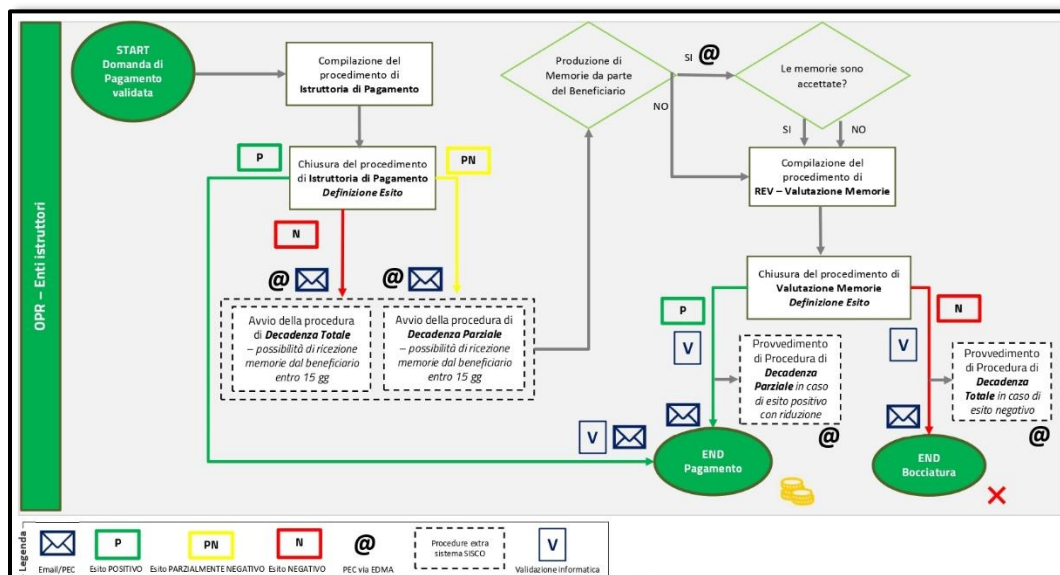 OPR – Enti istruttori
START
Domanda di
Pagamento
validata
Compilazione del
procedimento di
Istruttoria di Pagamento
P
Chiusura del procedimento
di Istruttoria di Pagamento
Definizione Esito
PN
N
@
@
Avvio della procedura
di Decadenza Totale
– possibilità di ricezione
memorie dal beneficiario
entro 15 gg
Avvio della procedura di
Decadenza Parziale –
possibilità di ricezione
memorie dal beneficiario
entro 15 gg
Produzione di
Memorie da parte
del Beneficiario
SI
@
NO
Le memorie sono
accettate?
SI
NO
Compilazione del
procedimento di
REV – Valutazione Memorie
Chiusura del procedimento di
Valutazione Memorie
Definizione Esito
P
N
V
V
Provvedimento
di Procedura di
Decadenza
Parziale in caso
di esito positivo
con riduzione
@
Provvedimento
di Procedura di
Decadenza
Totale in caso di
esito negativo
@
V
END
Pagamento
END
Bocciatura
Legenda
Email/PEC
P
Esito POSITIVO
PN
Esito PARZIALMENTE NEGATIVO
N
Esito NEGATIVO
@
PEC via EDMA
Procedure extra
sistema SISCO
V
Validazione informatica